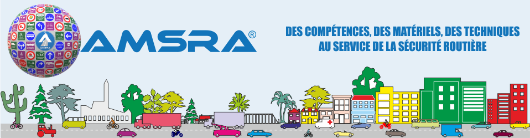 AMSRA®
DES COMPÉTENCES, DES MATÉRIELS, DES TECHNIQUES
AU SERVICE DE LA SÉCURITÉ ROUTIÈRE